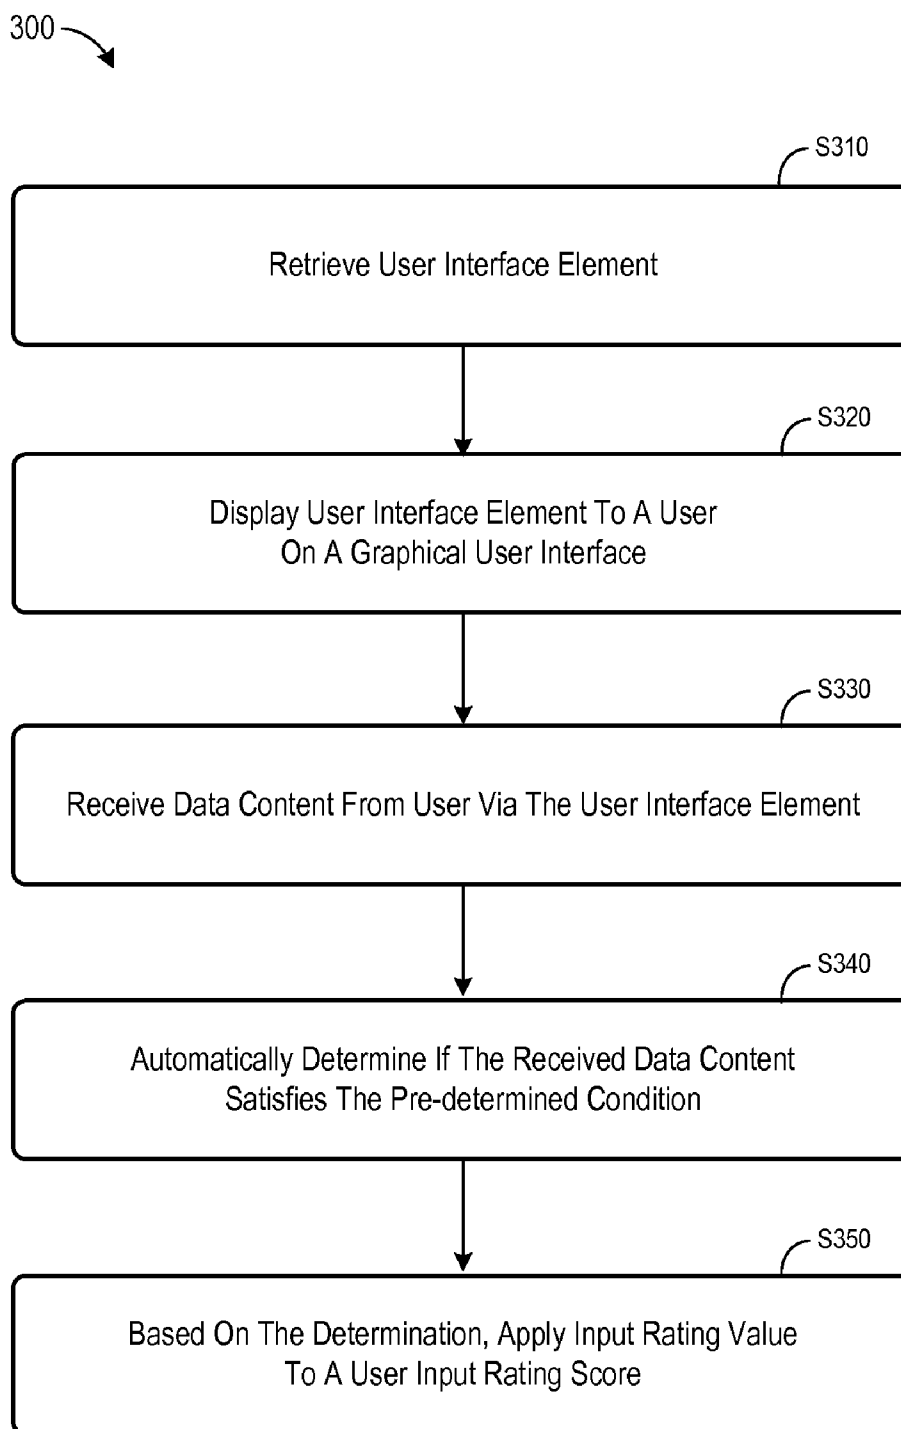 300
S310
Retrieve User Interface Element
S320
Display User Interface Element To A User
On A Graphical User Interface
S330
Receive Data Content From User Via The User Interface Element
S340
Automatically Determine If The Received Data Content
Satisfies The Pre-determined Condition
S350
Based On The Determination, Apply Input Rating Value
To A User Input Rating Score